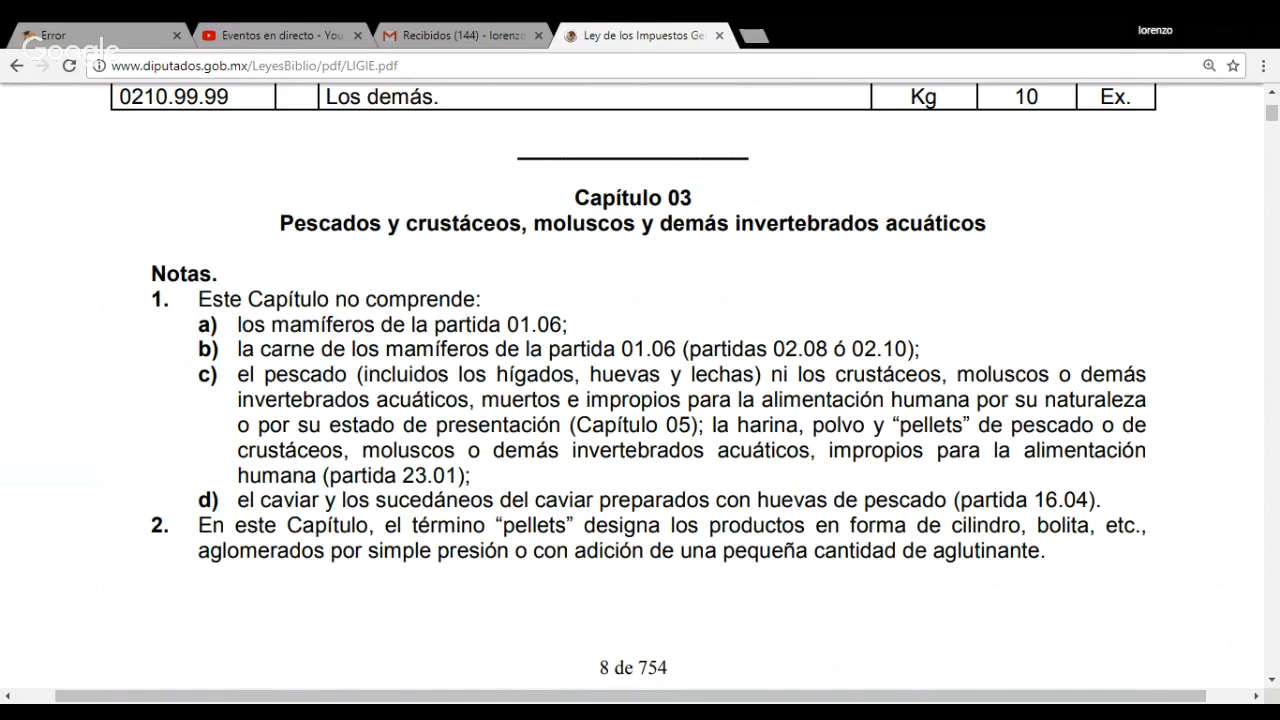 lorenzo
Error
Eventos en directo - You
Recibidos (144) - lorenzo
Ley de los Impuestos Ge
Google
www.diputados.gob.mx/LeyesBiblio/pdf/LIGIE.pdf
0210.99.99 Los demás. Kg 10 Ex.
Capítulo 03
Pescados y crustáceos, moluscos y demás invertebrados acuáticos
Notas.
1. Este Capítulo no comprende:
a) los mamíferos de la partida 01.06;
b) la carne de los mamíferos de la partida 01.06 (partidas 02.08 ó 02.10);
c) el pescado (incluidos los hígados, huevas y lechas) ni los crustáceos, moluscos o demás
invertebrados acuáticos, muertos e impropios para la alimentación humana por su naturaleza
o por su estado de presentación (Capítulo 05); la harina, polvo y “pellets” de pescado o de
crustáceos, moluscos o demás invertebrados acuáticos, impropios para la alimentación
humana (partida 23.01);
d) el caviar y los sucedáneos del caviar preparados con huevas de pescado (partida 16.04).
2. En este Capítulo, el término “pellets” designa los productos en forma de cilindro, bolita, etc.,
aglomerados por simple presión o con adición de una pequeña cantidad de aglutinante.
8 de 754